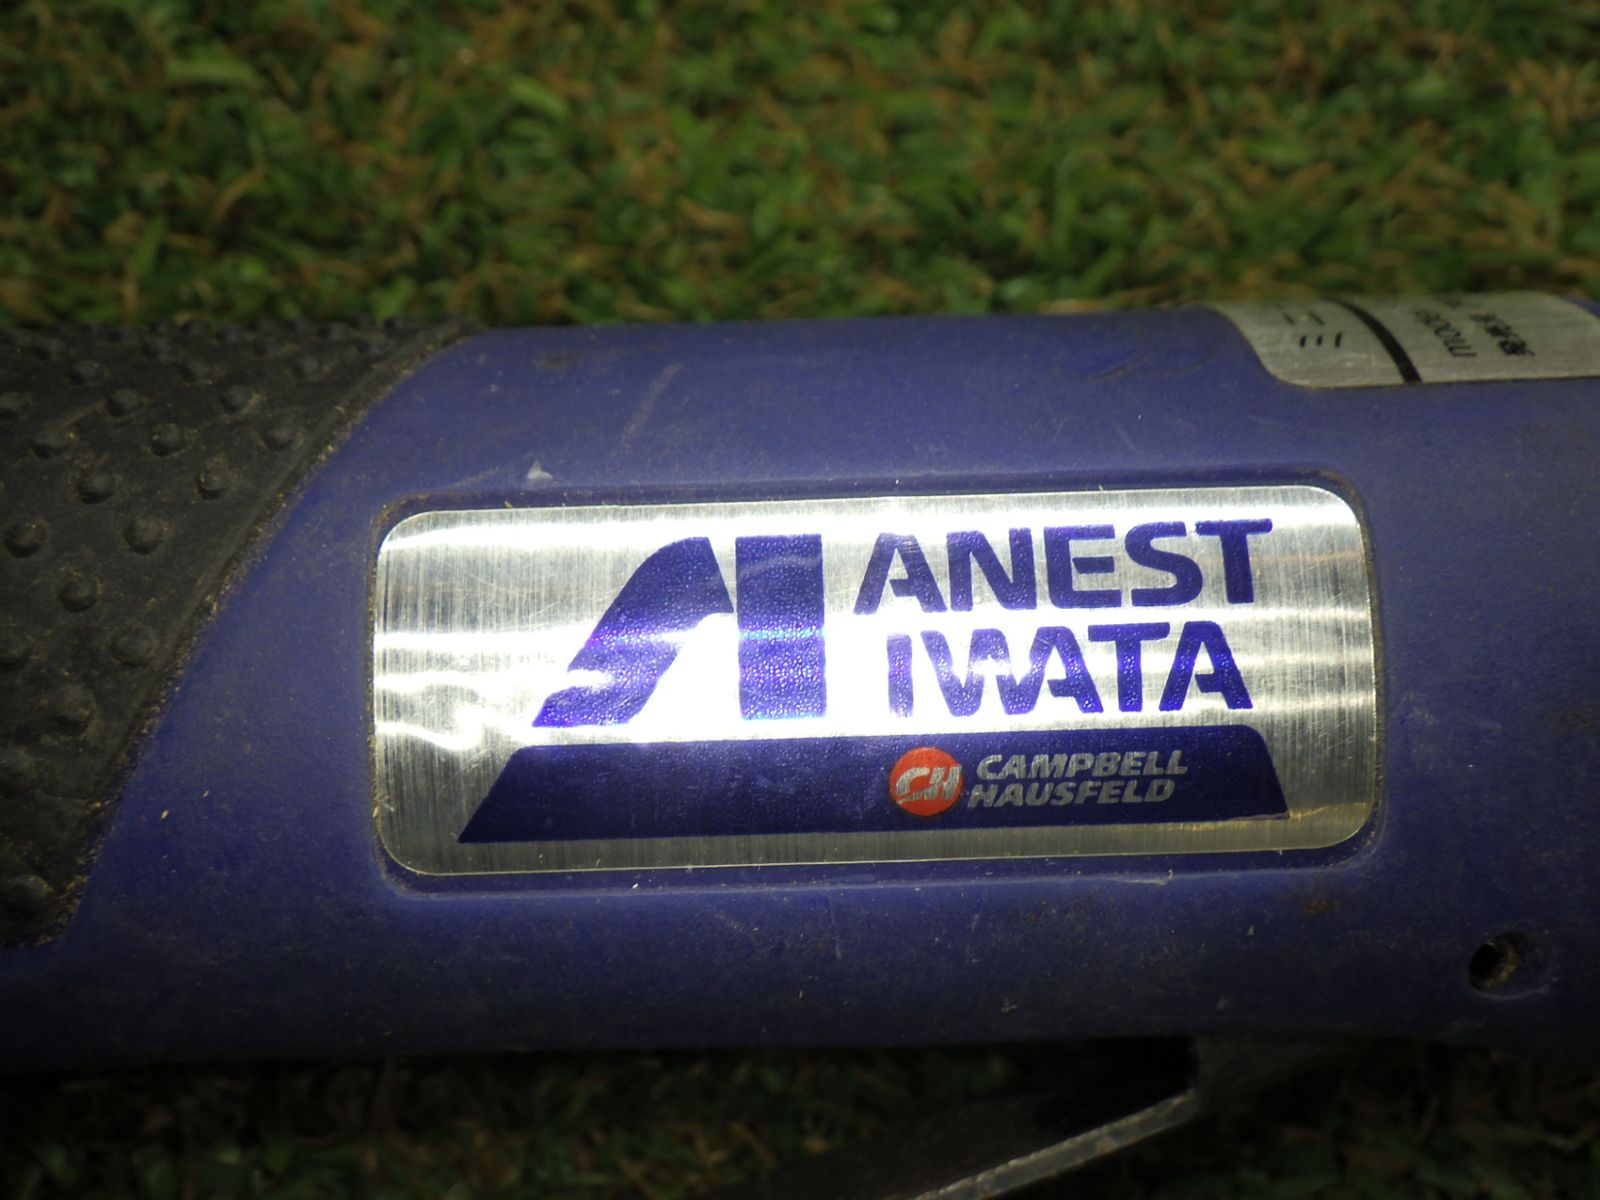 ANEST
IWATA
CH CAMPBELL
HAUSFELD